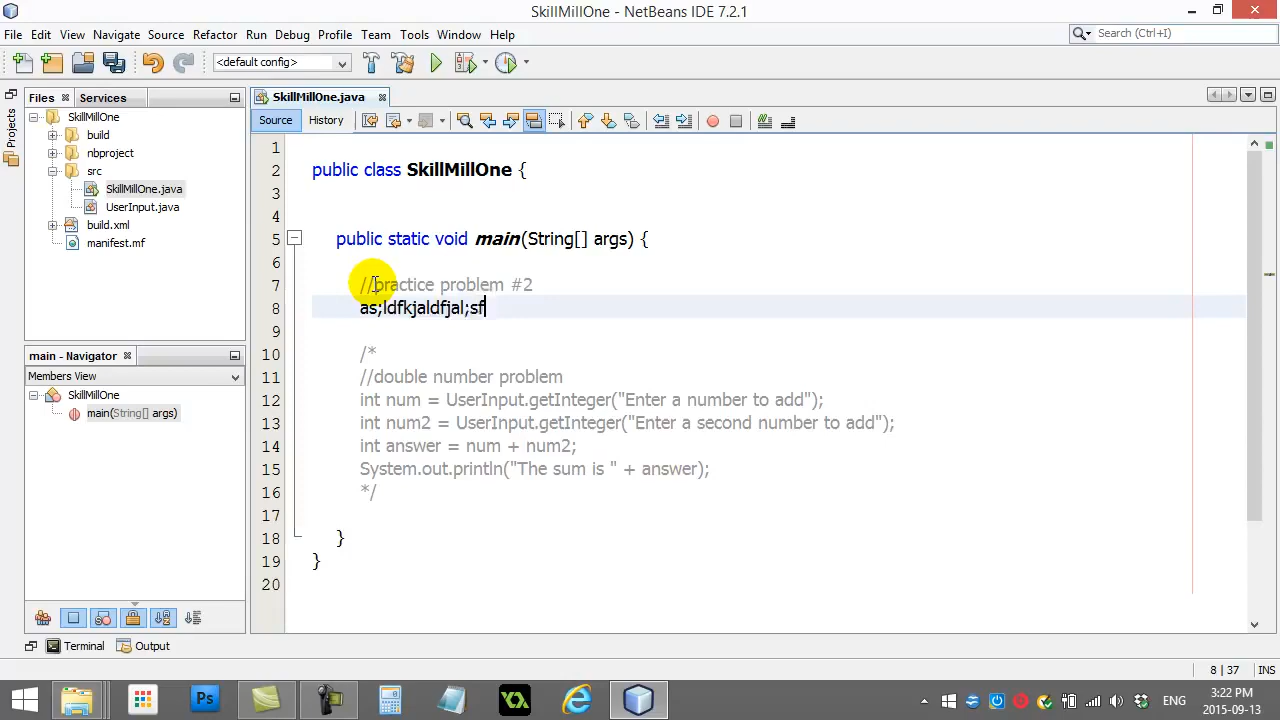 SkillMillOne - NetBeans IDE 7.2.1
File Edit View Navigate Source Refactor Run Debug Profile Team Tools Window Help
Search (Ctrl+I)
<default config>
Projects
Files Services
SkillMillOne
build
nbproject
src
SkillMillOne.java
UserInput.java
build.xml
manifest.mf
main - Navigator
Members View
SkillMillOne
main(String[] args)
SkillMillOne.java
Source History
1
2 public class SkillMillOne {
3
4
5 public static void main(String[] args) {
6
7 //practice problem #2
8 as;ldfkjaldfjal;sf
9
10 /*
11 //double number problem
12 int num = UserInput.getInteger("Enter a number to add");
13 int num2 = UserInput.getInteger("Enter a second number to add");
14 int answer = num + num2;
15 System.out.println("The sum is " + answer);
16 */
17
18 }
19 }
20
Terminal Output
8 | 37 INS
Ps
ENG
3:22 PM
2015-09-13